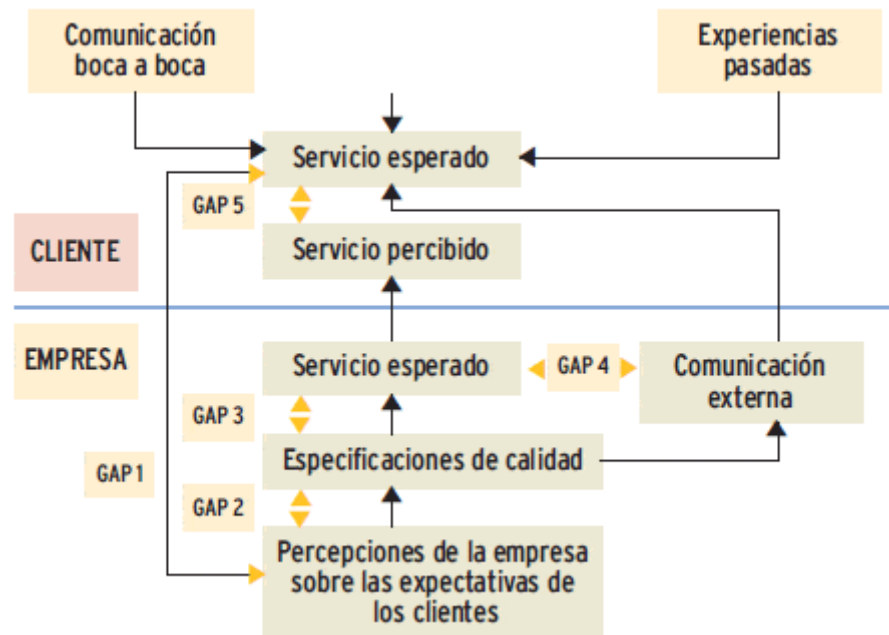 Comunicación
boca a boca
Experiencias
pasadas
Servicio esperado
GAP 5
CLIENTE
Servicio percibido
EMPRESA
Servicio esperado
GAP 4
Comunicación
externa
GAP 3
Especificaciones de calidad
GAP 1
GAP 2
Percepciones de la empresa
sobre las expectativas de
los clientes